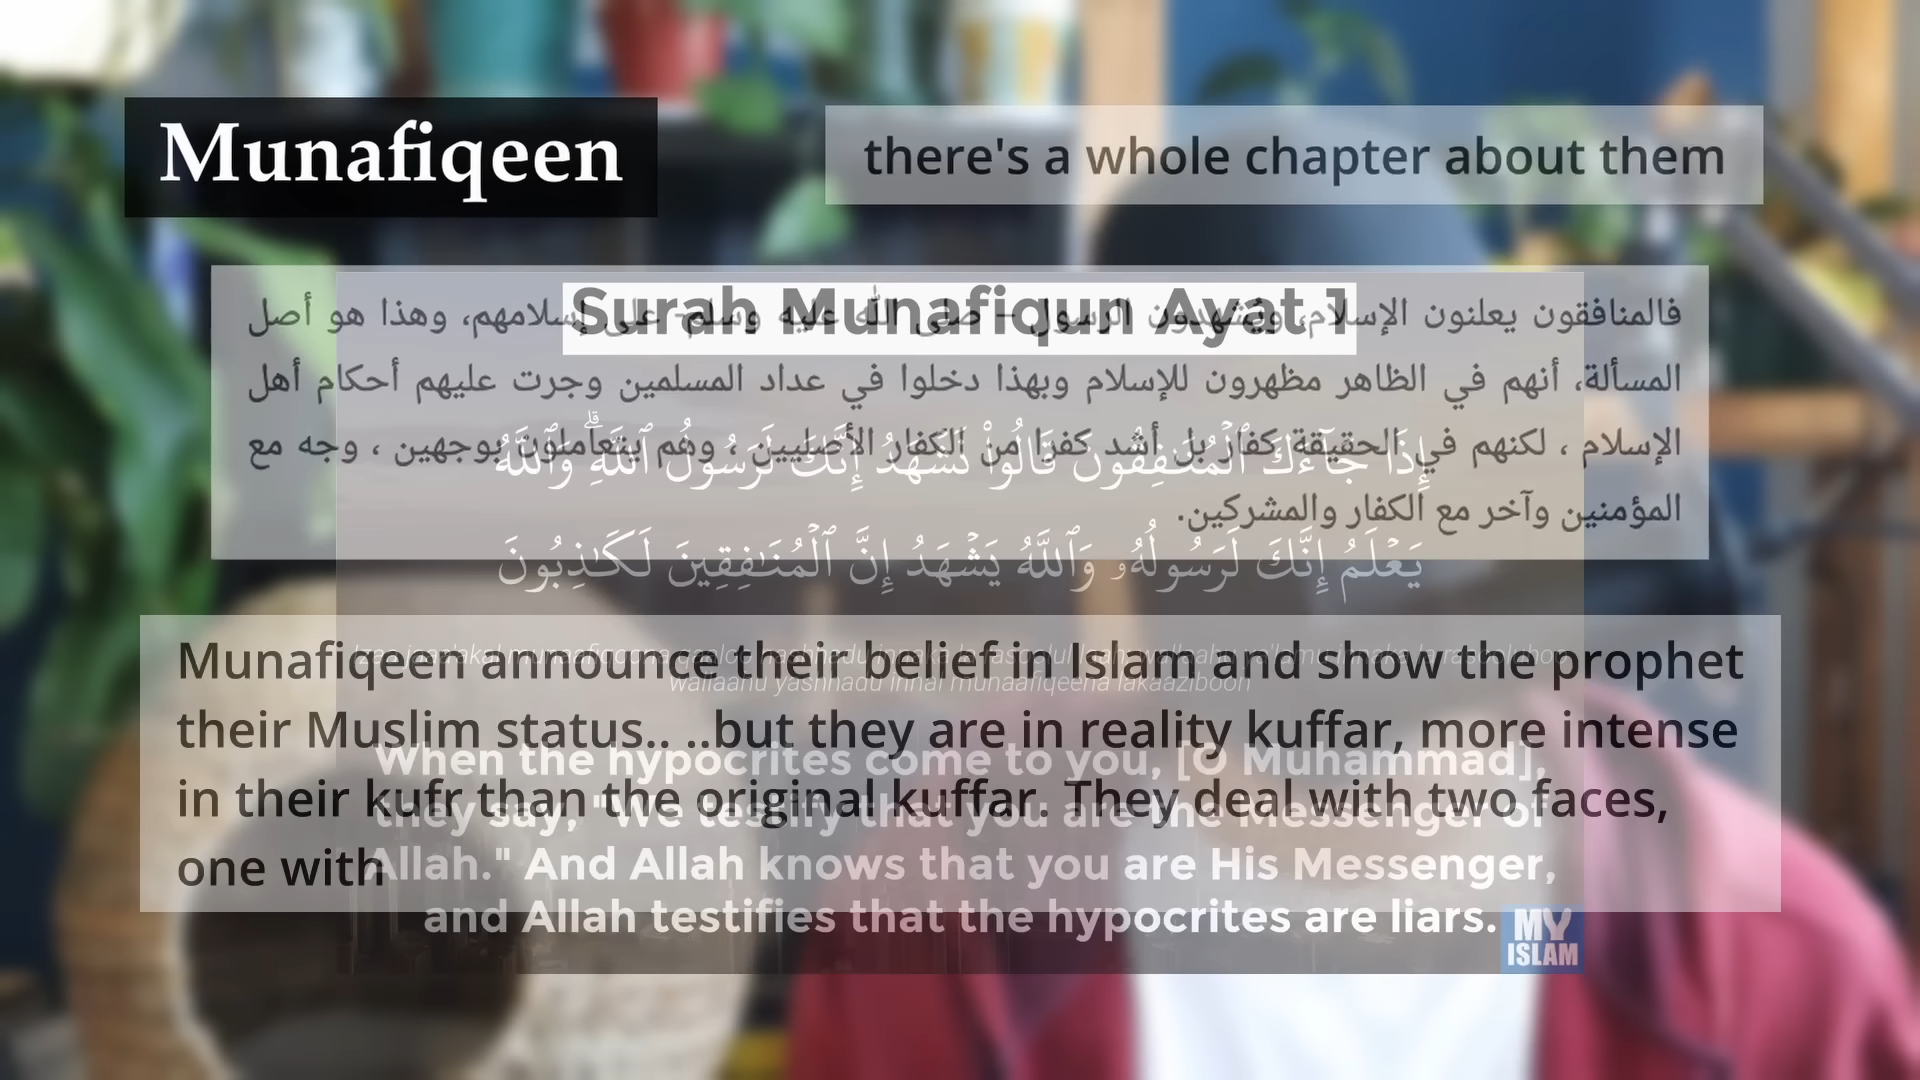 Munafiqeen
there's a whole chapter about them
Surah Munafiqun Ayat 1
فالمنافقون يعلنون الإسلام، ويشهدون الرسول – صلى الله عليه وسلم- على إسلامهم، وهذا هو أصل
المسألة، أنهم في الظاهر مظهرون للإسلام وبهذا دخلوا في عداد المسلمين وجرت عليهم أحكام أهل
الإسلام ، لكنهم في الحقيقة كفار بل أشد كفرا من الكفار الأصليين ، وهم يتعاملون بوجهين ، وجه مع
المؤمنين وآخر مع الكفار والمشركين.
إِذَا جَآءَكَ ٱلْمُنَـٰفِقُونَ قَالُوا۟ نَشْهَدُ إِنَّكَ لَرَسُولُ ٱللَّهِ ۗ وَٱللَّهُ
يَعْلَمُ إِنَّكَ لَرَسُولُهُۥ وَٱللَّهُ يَشْهَدُ إِنَّ ٱلْمُنَـٰفِقِينَ لَكَـٰذِبُونَ
Munafiqeen announce their belief in Islam and show the prophet
their Muslim status.. ..but they are in reality kuffar, more intense
in their kufr than the original kuffar. They deal with two faces,
one with
wallaahu yashhadu innal munaafiqeena lakaaziboon
When the hypocrites come to you, [O Muhammad],
they say, "We testify that you are the Messenger of
Allah." And Allah knows that you are His Messenger,
and Allah testifies that the hypocrites are liars.
MY
ISLAM